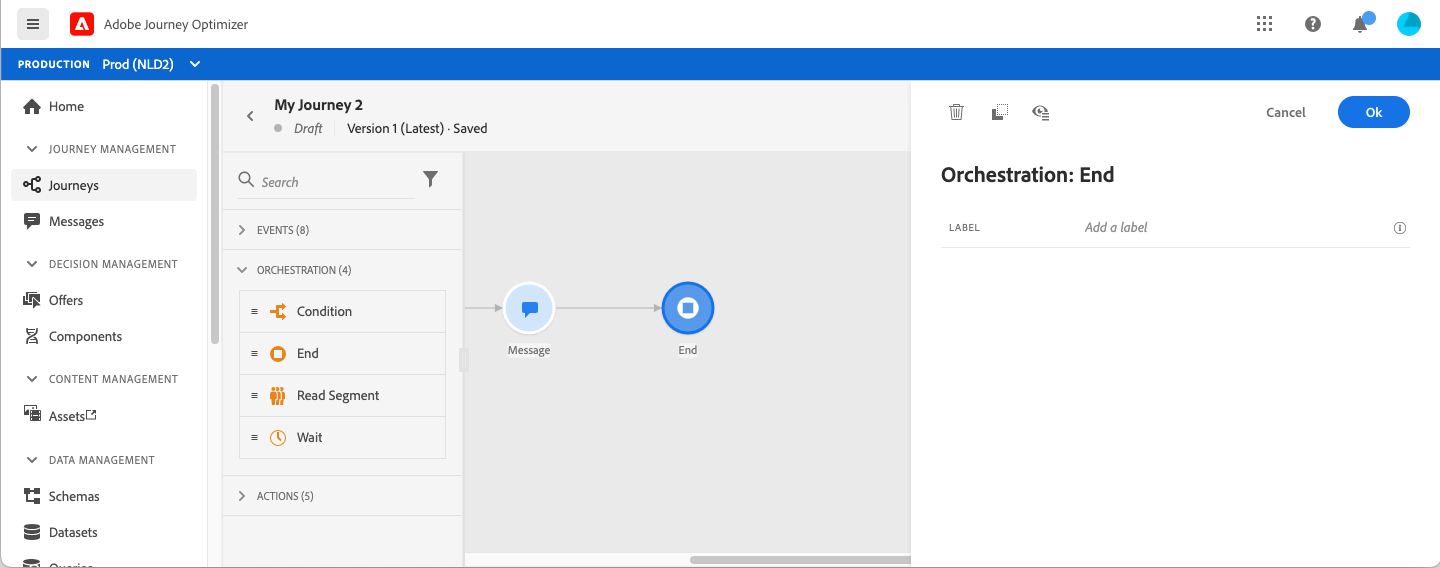 Adobe Journey Optimizer
PRODUCTION Prod (NLD2)
Home
JOURNEY MANAGEMENT
Journeys
Messages
DECISION MANAGEMENT
Offers
Components
CONTENT MANAGEMENT
Assets
DATA MANAGEMENT
Schemas
Datasets
Queries
My Journey 2
Draft Version 1 (Latest) · Saved
Search
EVENTS (8)
ORCHESTRATION (4)
Condition
End
Read Segment
Wait
ACTIONS (5)
Message
End
Cancel
Ok
Orchestration: End
LABEL Add a label